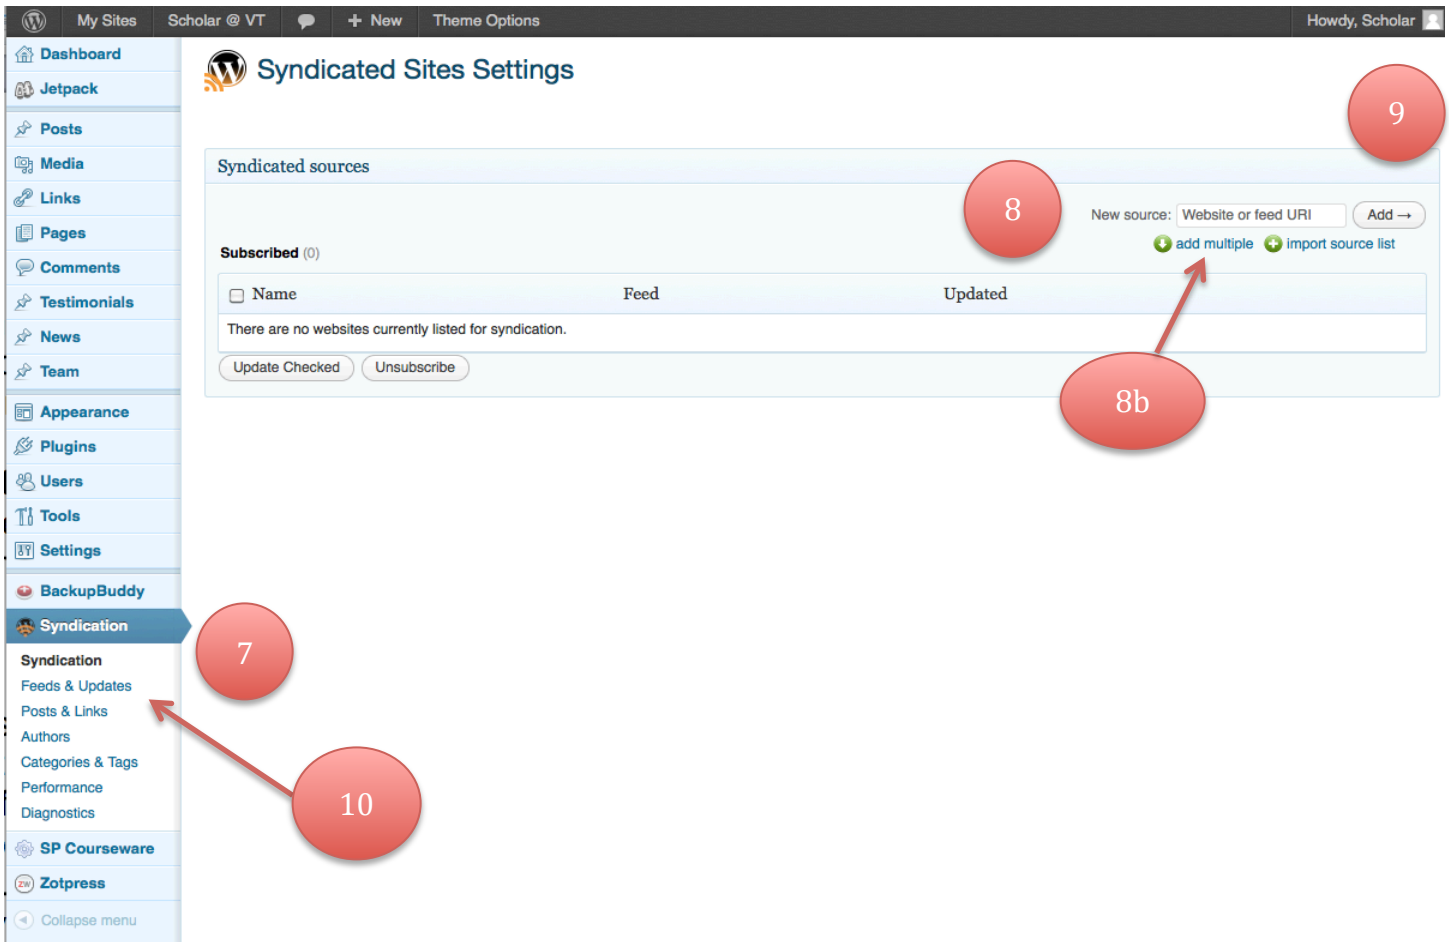 My Sites Scholar @ VT + New Theme Options Howdy, Scholar
Dashboard
Jetpack
Posts
Media
Links
Pages
Comments
Testimonials
News
Team
Appearance
Plugins
Users
Tools
Settings
BackupBuddy
Syndication
Syndication
Feeds & Updates
Posts & Links
Authors
Categories & Tags
Performance
Diagnostics
SP Courseware
Zotpress
Collapse menu
Syndicated Sites Settings
9
Syndicated sources
8
New source: Website or feed URI Add →
add multiple import source list
Subscribed (0)
Name Feed Updated
There are no websites currently listed for syndication.
Update Checked Unsubscribe
8b
7
10